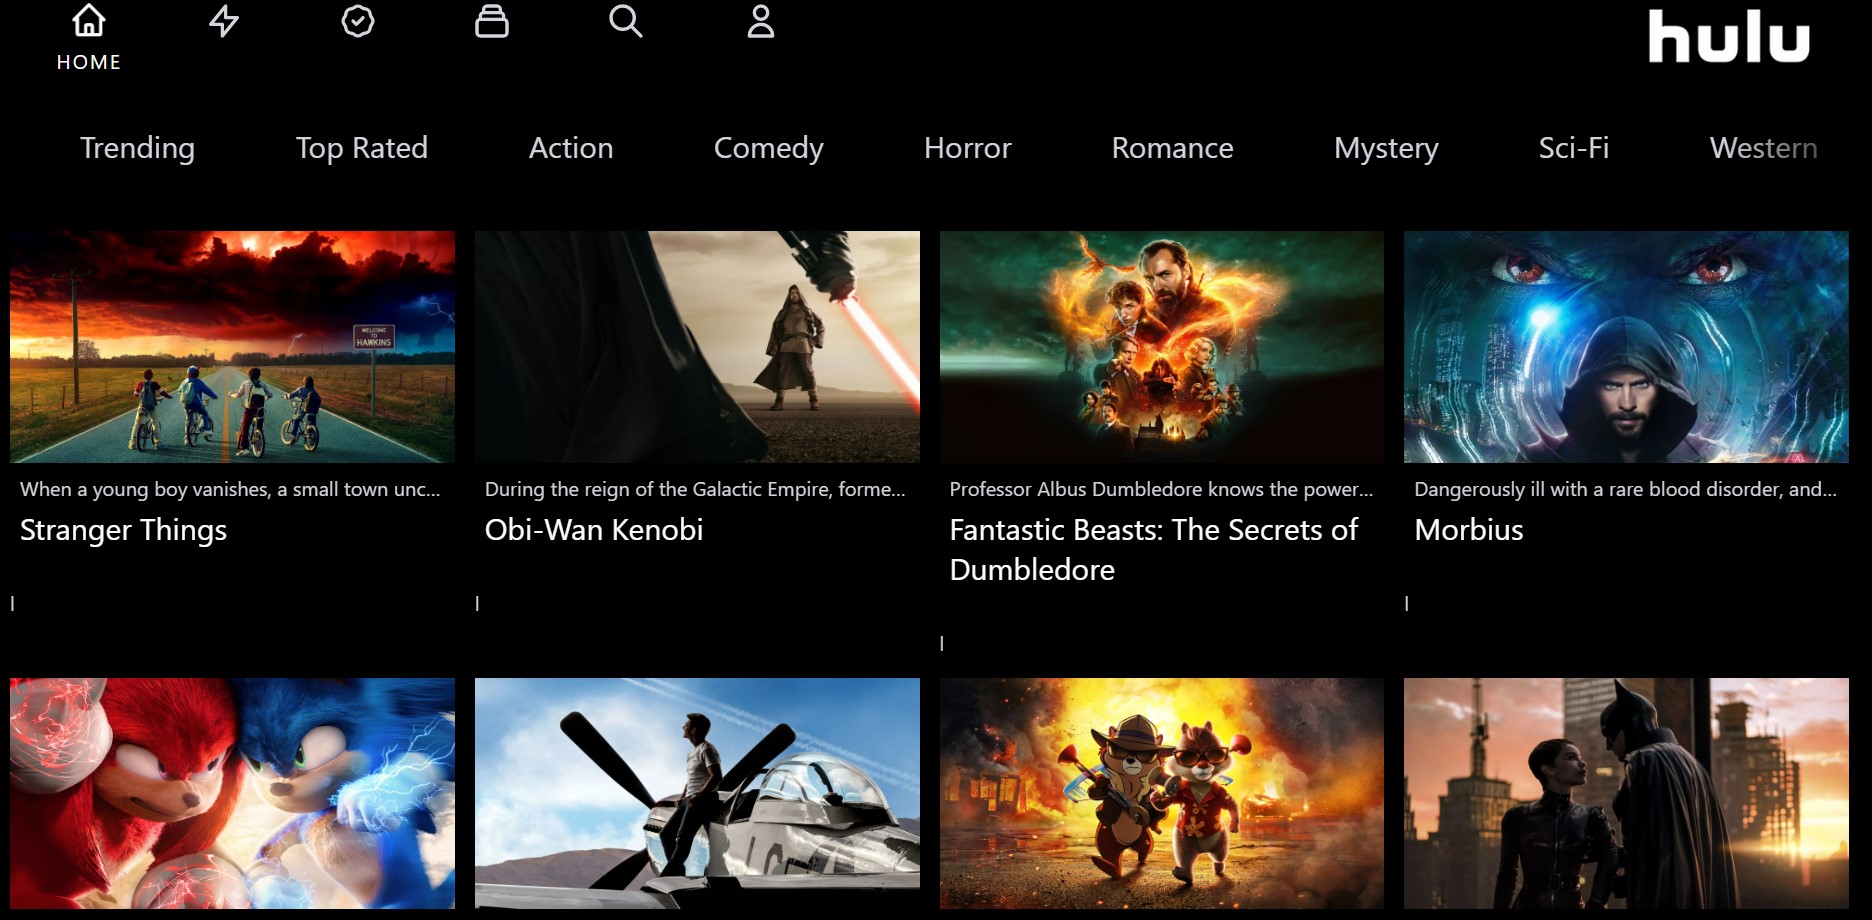 HOME
hulu
Trending Top Rated Action Comedy Horror Romance Mystery Sci-Fi Western
WELCOME
TO
HAWKINS
When a young boy vanishes, a small town unc...
Stranger Things
During the reign of the Galactic Empire, forme...
Obi-Wan Kenobi
Professor Albus Dumbledore knows the power...
Fantastic Beasts: The Secrets of
Dumbledore
Dangerously ill with a rare blood disorder, and...
Morbius